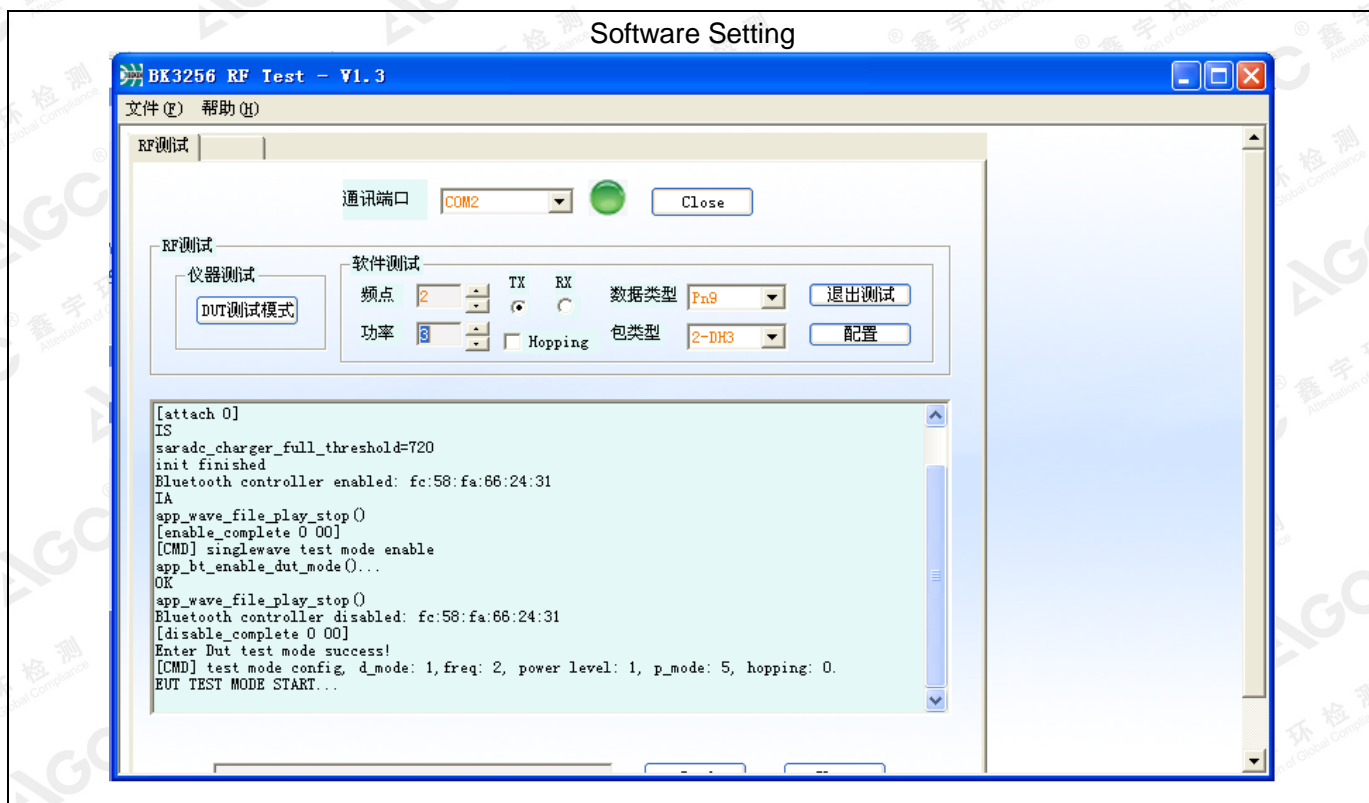 Software Setting
BK3256 RF Test - V1.3
文件(F) 帮助(H)
RF测试
通讯端口 COM2 Close
RF测试
仪器测试 软件测试
DUT测试模式
频点 2 TX RX 数据类型 Pn9 退出测试
功率 3 Hopping 包类型 2-DH3 配置
[attach 0]
IS
saradc_charger_full_threshold=720
init finished
Bluetooth controller enabled: fc:58:fa:66:24:31
IA
app_wave_file_play_stop()
[enable_complete 0 00]
[CMD] singlewave test mode enable
app_bt_enable_dut_mode()...
OK
app_wave_file_play_stop()
Bluetooth controller disabled: fc:58:fa:66:24:31
[disable_complete 0 00]
Enter Dut test mode success!
[CMD] test mode config, d_mode: 1,freq: 2, power level: 1, p_mode: 5, hopping: 0.
EUT TEST MODE START...